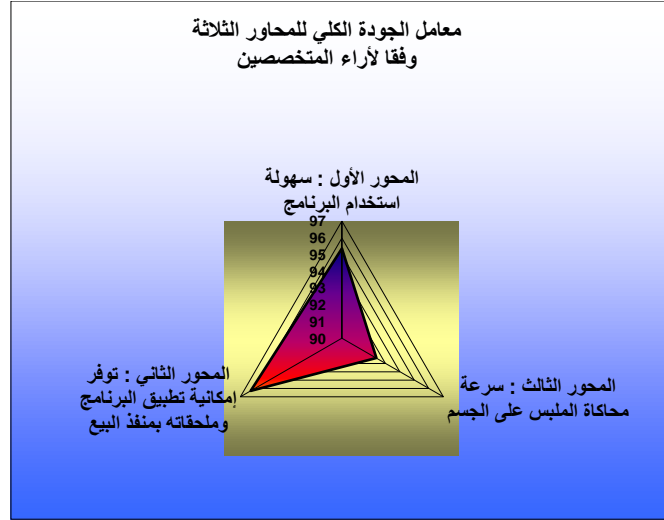 معامل الجودة الكلي للمحاور الثلاثة
وفقا لأراء المتخصصين
المحور الأول : سهولة
استخدام البرنامج
97
96
95
94
93
92
91
90
المحور الثاني : توفر
إمكانية تطبيق البرنامج
وملحقاته بمنفذ البيع
المحور الثالث : سرعة
محاكاة الملبس على الجسم